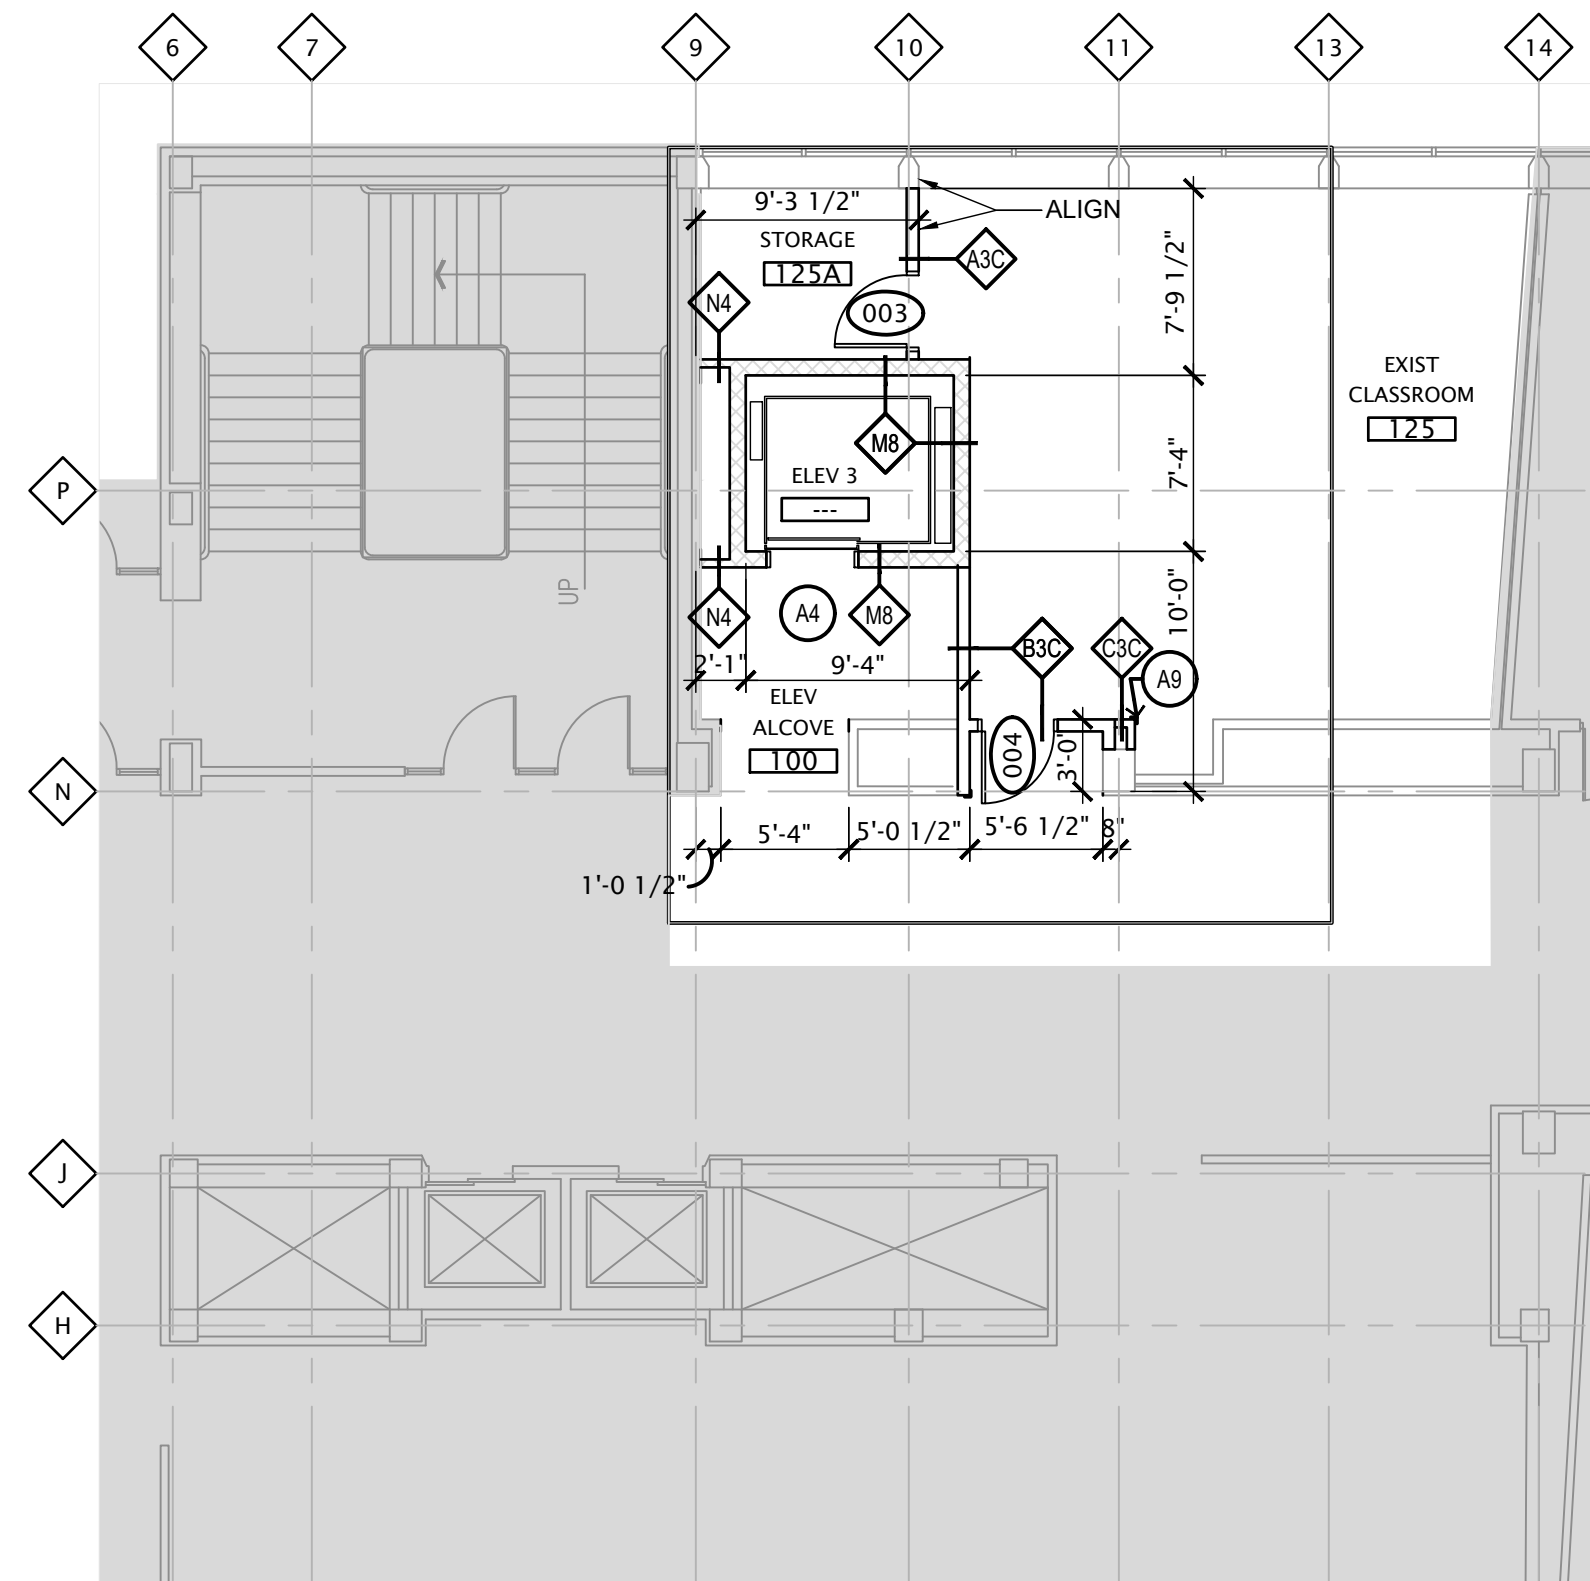 6 7 9 10 11 13 14
9'-3 1/2"
ALIGN
STORAGE
125A
A3C
7'-9 1/2"
N4
003
EXIST
CLASSROOM
125
M8
7'-4"
P
ELEV 3
---
UP
N4
A4
M8
10'-0"
B3C
C3C
A9
2'-1"
9'-4"
ELEV
ALCOVE
100
004
3'-0"
N
5'-4"
5'-0 1/2"
5'-6 1/2"
8"
1'-0 1/2"
J
H